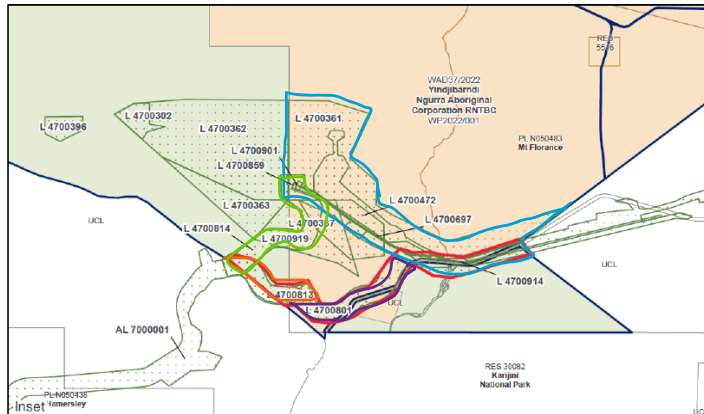 RES
WAD37/2022
Yindjibarndi
Ngurra Aboriginal
Corporation RNTBC
WP2022/001
PL N050483
Mt Florance
L 4700396
L 4700302
L 4700362
L 4700361
L 4700901
L 4700859
L 4700472
L 4700363
L 4700697
UCL
L 4700814
L 4700919
UCL
L 4700914
L 4700813
L 4700801
UCL
AL 7000001
RES 30082
Karijini
National Park
PL N050438
Hamersley
Inset
UCL